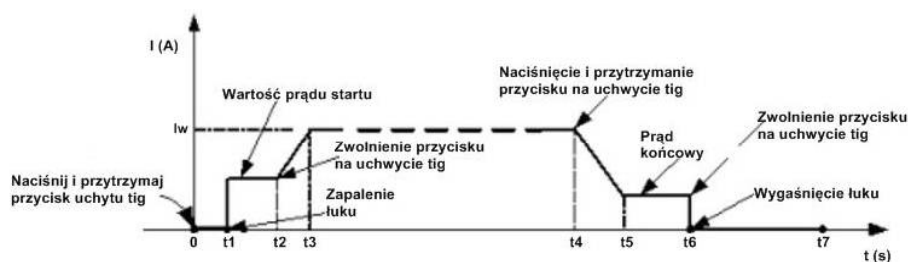 I (A)
Naciśnięcie i przytrzymanie
przycisku na uchwycie tig
Wartość prądu startu
Zwolnienie przycisku
na uchwycie tig
Iw
Prąd
końcowy
Zwolnienie przycisku
na uchwycie tig
Naciśnij i przytrzymaj
przycisk uchytu tig
Zapalenie
łuku
Wygaśnięcie łuku
0 t1 t2 t3 t4 t5 t6 t7
t (s)